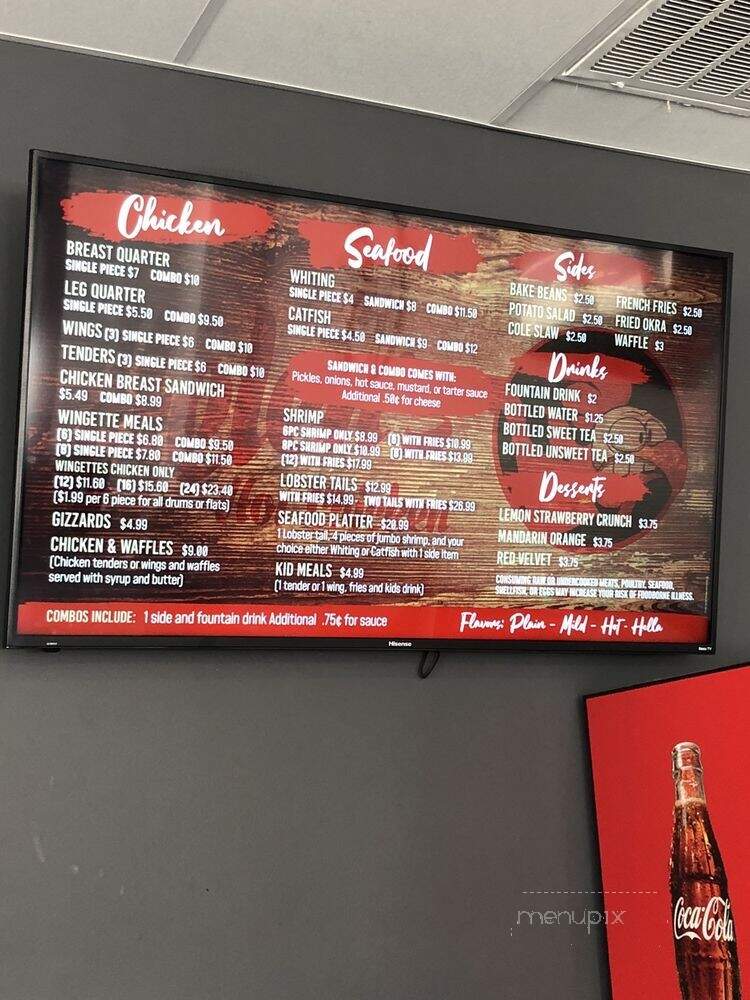 Chicken
BREAST QUARTER
SINGLE PIECE $7 COMBO $10
LEG QUARTER
SINGLE PIECE $5.50 COMBO $9.50
WINGS (3) SINGLE PIECE $6 COMBO $10
TENDERS (3) SINGLE PIECE $6 COMBO $10
CHICKEN BREAST SANDWICH
$5.49 COMBO $8.99
WINGETTE MEALS
(6) SINGLE PIECE $6.80 COMBO $9.50
(8) SINGLE PIECE $7.80 COMBO $11.50
WINGETTES CHICKEN ONLY
(12) $11.60 (16) $15.60 (24) $23.40
($1.99 per 6 piece for all drums or flats)
GIZZARDS $4.99
CHICKEN & WAFFLES $9.00
(Chicken tenders or wings and waffles
served with syrup and butter)
Seafood
WHITING
SINGLE PIECE $4 SANDWICH $8 COMBO $11.50
CATFISH
SINGLE PIECE $4.50 SANDWICH $9 COMBO $12
SANDWICH & COMBO COMES WITH:
Pickles, onions, hot sauce, mustard, or tarter sauce
Additional .50¢ for cheese
SHRIMP
6PC SHRIMP ONLY $8.99 (6) WITH FRIES $10.99
8PC SHRIMP ONLY $10.99 (8) WITH FRIES $13.99
(12) WITH FRIES $17.99
LOBSTER TAILS $12.99
WITH FRIES $14.99 - TWO TAILS WITH FRIES $26.99
SEAFOOD PLATTER - $20.99
1 Lobster tail, 4 pieces of jumbo shrimp, and your
choice either Whiting or Catfish with 1 side item
KID MEALS $4.99
(1 tender or 1 wing, fries and kids drink)
Sides
BAKE BEANS $2.50 FRENCH FRIES $2.50
POTATO SALAD $2.50 FRIED OKRA $2.50
COLE SLAW $2.50 WAFFLE $3
Drinks
FOUNTAIN DRINK $2
BOTTLED WATER $1.25
BOTTLED SWEET TEA $2.50
BOTTLED UNSWEET TEA $2.50
Desserts
LEMON STRAWBERRY CRUNCH $3.75
MANDARIN ORANGE $3.75
RED VELVET $3.75
CONSUMING RAW OR UNDERCOOKED MEATS, POULTRY, SEAFOOD,
SHELLFISH, OR EGGS MAY INCREASE YOUR RISK OF FOODBORNE ILLNESS.
COMBOS INCLUDE: 1 side and fountain drink Additional .75¢ for sauce
Flavors: Plain - Mild - Hot - Holla
Hisense
Roku TV
Coca-Cola
menupix